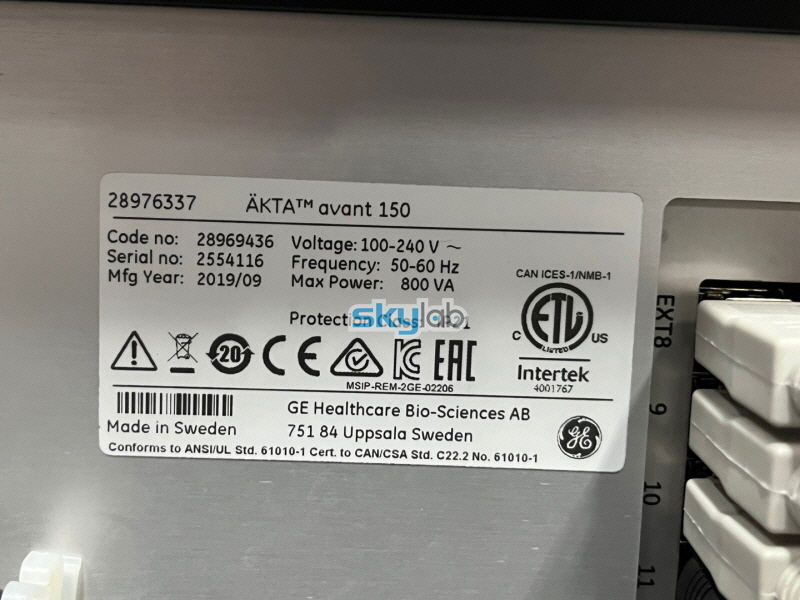 28976337 ÄKTA™ avant 150
Code no: 28969436
Serial no: 2554116
Mfg Year: 2019/09
Voltage: 100-240 V ~
Frequency: 50-60 Hz
Max Power: 800 VA
Protection Class: IP21
skylab
CAN ICES-1/NMB-1
C ETL US
LISTED
Intertek
4001767
20
CE
EAC
MSIP-REM-2GE-02206
Made in Sweden
GE Healthcare Bio-Sciences AB
751 84 Uppsala Sweden
GE
Conforms to ANSI/UL Std. 61010-1 Cert. to CAN/CSA Std. C22.2 No. 61010-1
EXT8
9
10
11